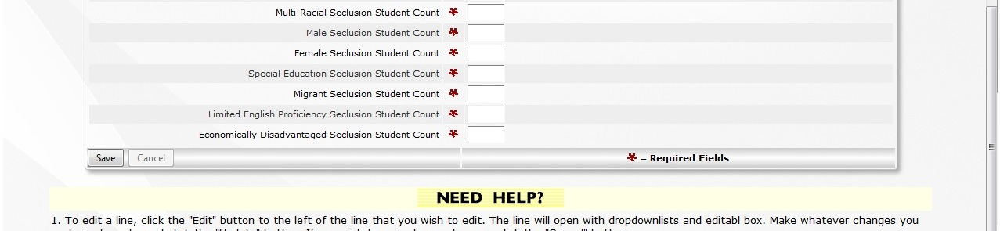 Multi-Racial Seclusion Student Count *
Male Seclusion Student Count *
Female Seclusion Student Count *
Special Education Seclusion Student Count *
Migrant Seclusion Student Count *
Limited English Proficiency Seclusion Student Count *
Economically Disadvantaged Seclusion Student Count *
Save Cancel * = Required Fields
NEED HELP?
1. To edit a line, click the "Edit" button to the left of the line that you wish to edit. The line will open with dropdownlists and editabl box. Make whatever changes you